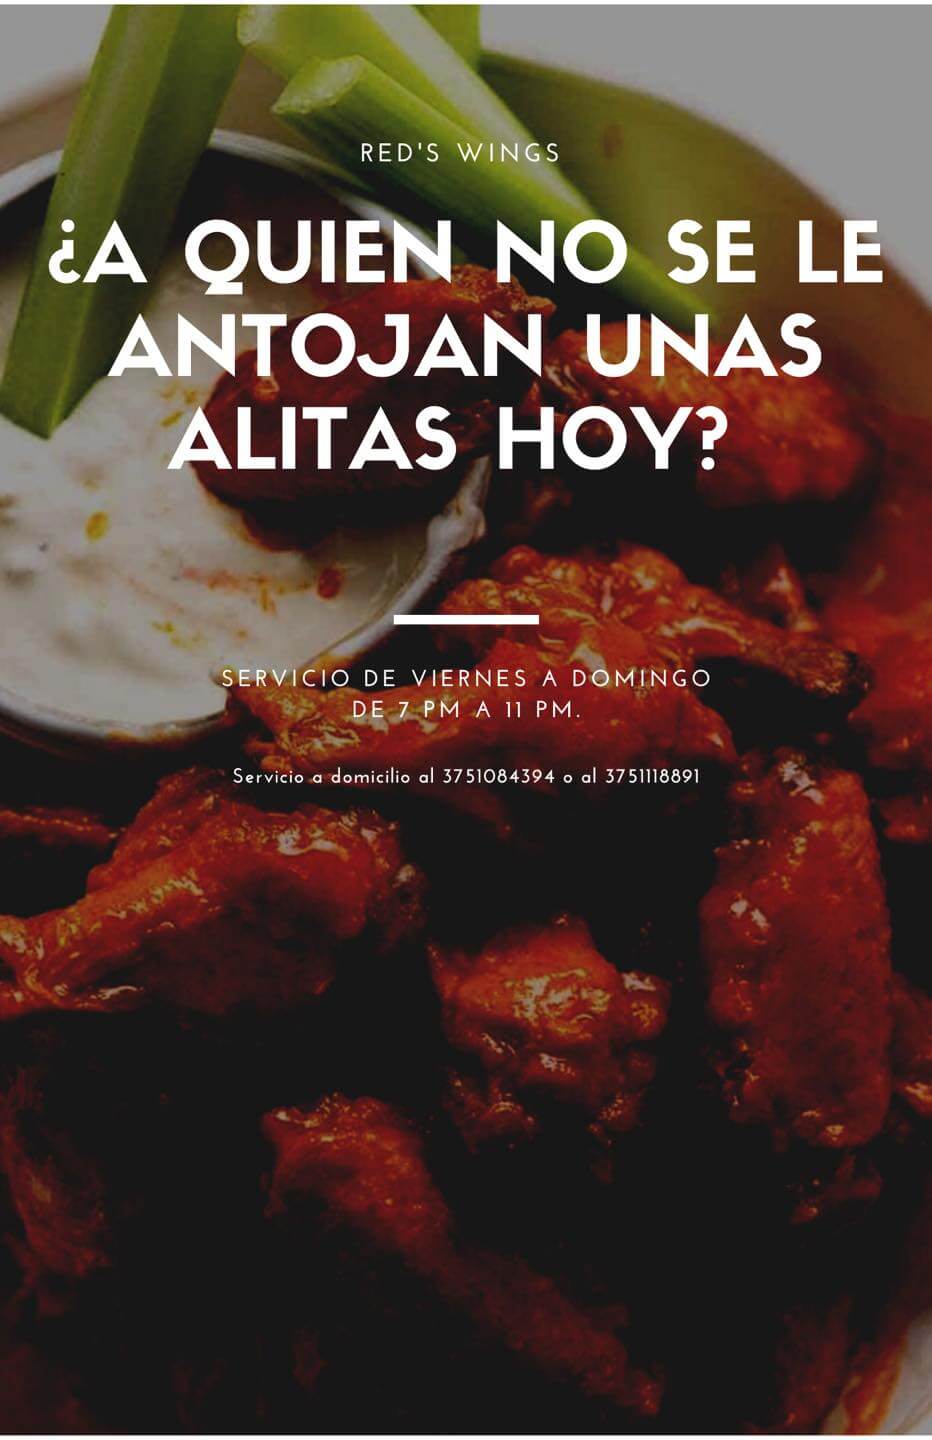 RED'S WINGS
¿A QUIEN NO SE LE
ANTOJAN UNAS
ALITAS HOY?
SERVICIO DE VIERNES A DOMINGO
DE 7 PM A 11 PM.
Servicio a domicilio al 3751084394 o al 3751118891